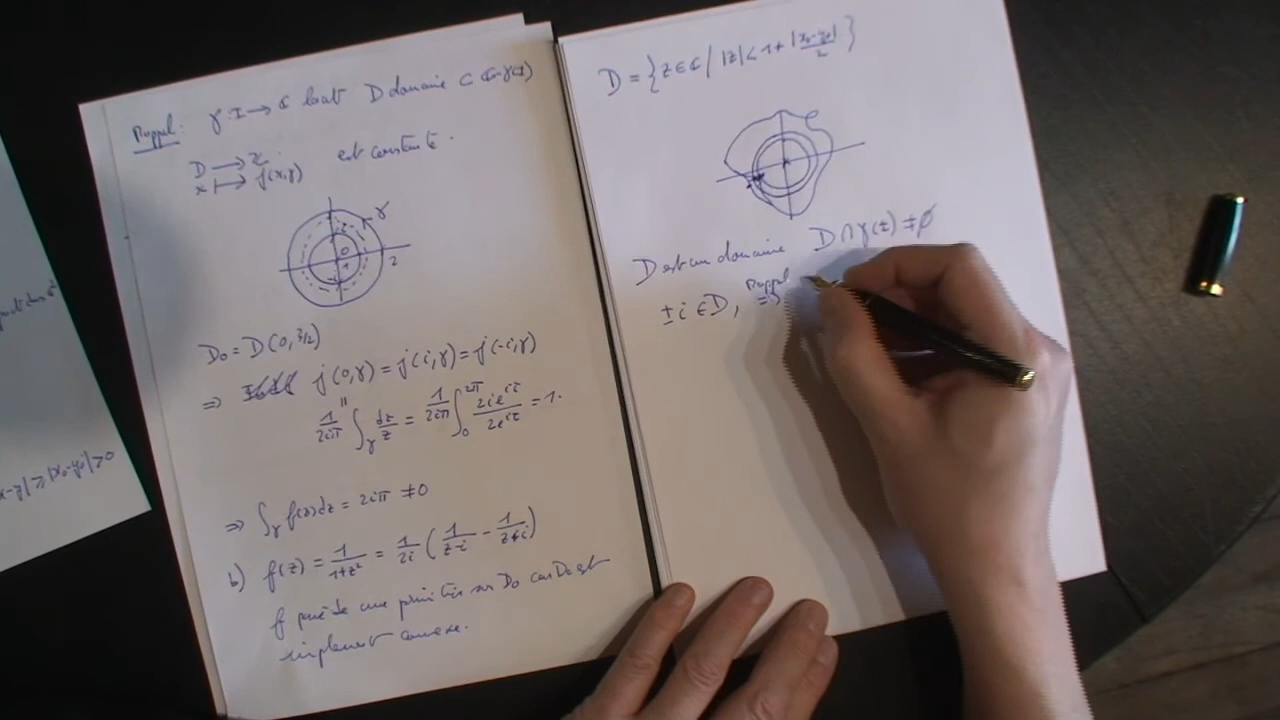 Rappel: γ: I → ℂ lacet D domaine ⊂ ℂ-γ(I)
D → ℤ
x ↦ j(x,γ) est constante.
γ
0
1
2
D₀ = D(0, 3/2)
⇒ j(0,γ) = j(i,γ) = j(-i,γ)
||
1/2iπ ∫_γ dz/z = 1/2iπ ∫_0^2π 2ie^it/2e^it = 1.
⇒ ∫_γ f(z)dz = 2iπ ≠ 0
b) f(z) = 1/1+z² = 1/2i (1/z-i - 1/z+i)
f possède une primitive sur D₀ car D₀ est
simplement connexe.
x-y| ≥ |x₀-y₀| > 0
D = {z ∈ ℂ / |z| < 1 + |x₀-y₀|/2}
D est un domaine D ∩ γ(t) ≠ ∅
Rappel
±i ∈ D, ⇒